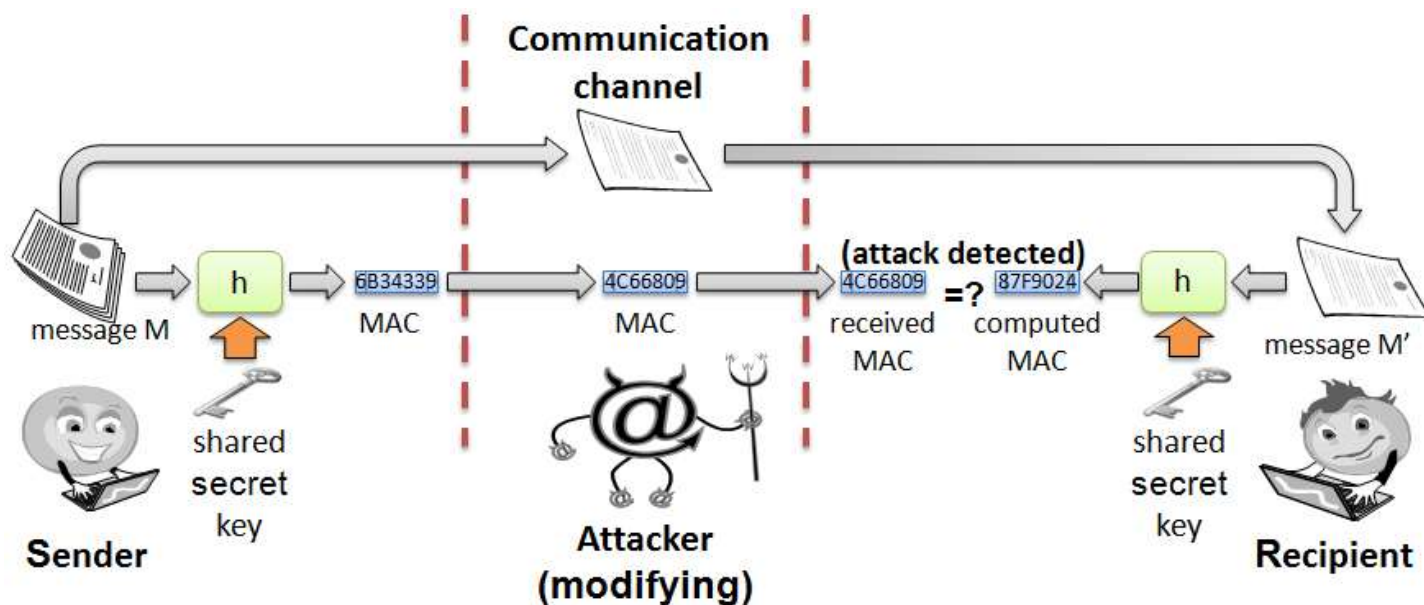 Communication
channel
(attack detected)
h
6B34339
4C66809
4C66809
=?
87F9024
h
message M
MAC
MAC
received
MAC
computed
MAC
message M'
shared
secret
key
@
shared
secret
key
Sender
Attacker
(modifying)
Recipient